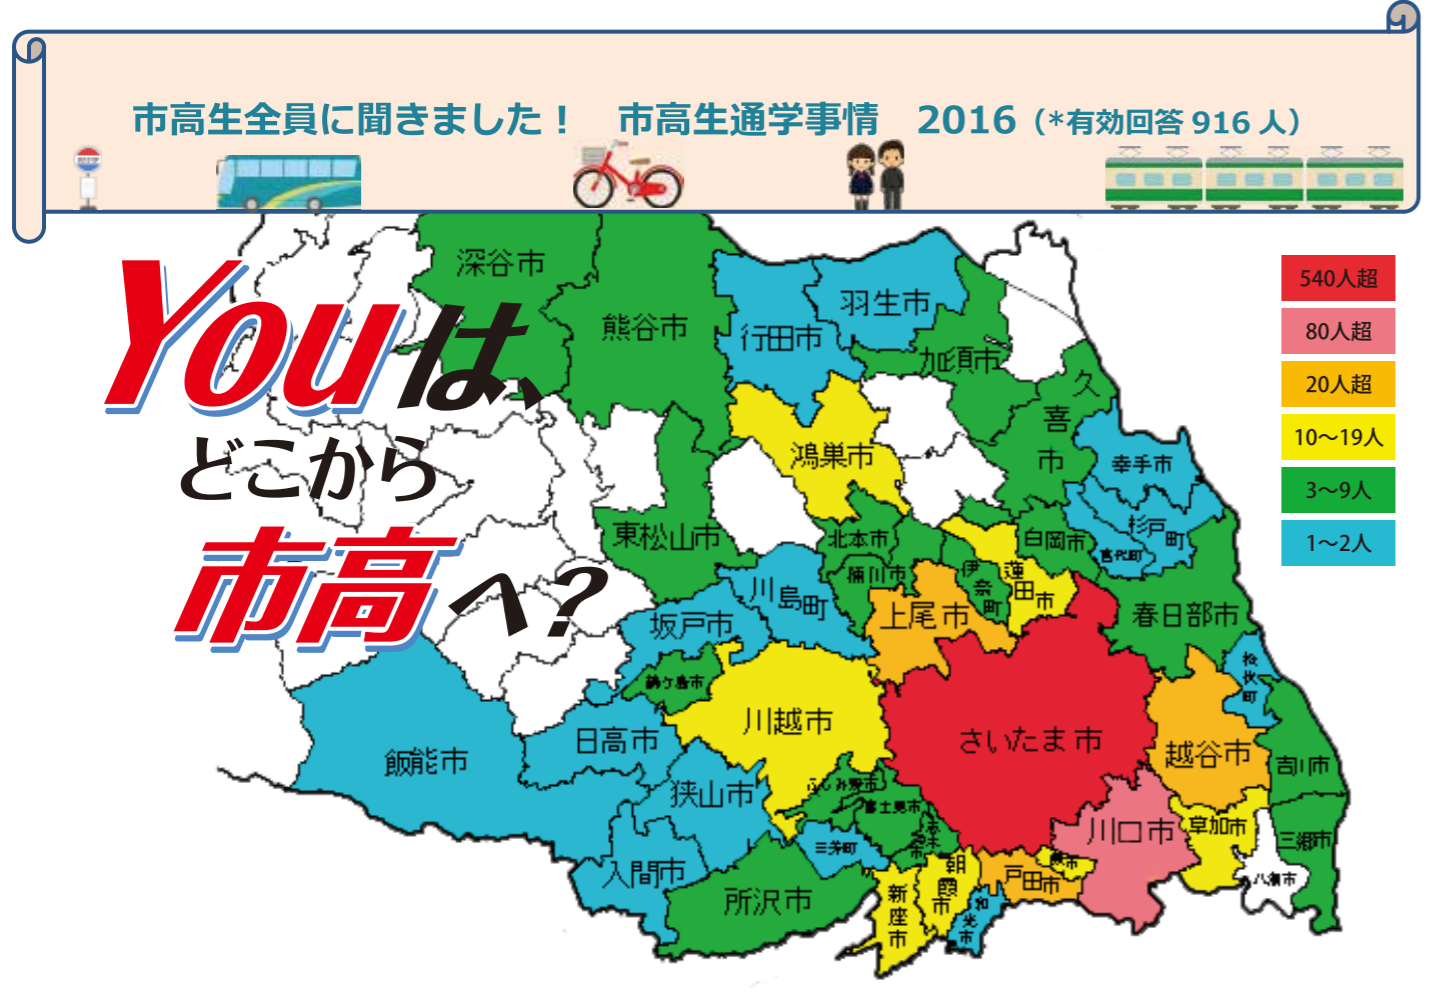 市高生全員に聞きました！　市高生通学事情　2016（*有効回答 916 人）
Youは、
どこから
市高へ？
540人超
80人超
20人超
10～19人
3～9人
1～2人
深谷市
熊谷市
行田市
羽生市
加須市
久喜市
鴻巣市
幸手市
東松山市
北本市
白岡市
杉戸町
宮代町
桶川市
伊奈町
蓮田市
川島町
上尾市
春日部市
坂戸市
松伏町
鶴ヶ島市
川越市
さいたま市
日高市
飯能市
越谷市
吉川市
狭山市
ふじみ野市
富士見市
川口市
草加市
三郷市
三芳町
入間市
戸田市
蕨市
朝霞市
八潮市
所沢市
新座市
和光市